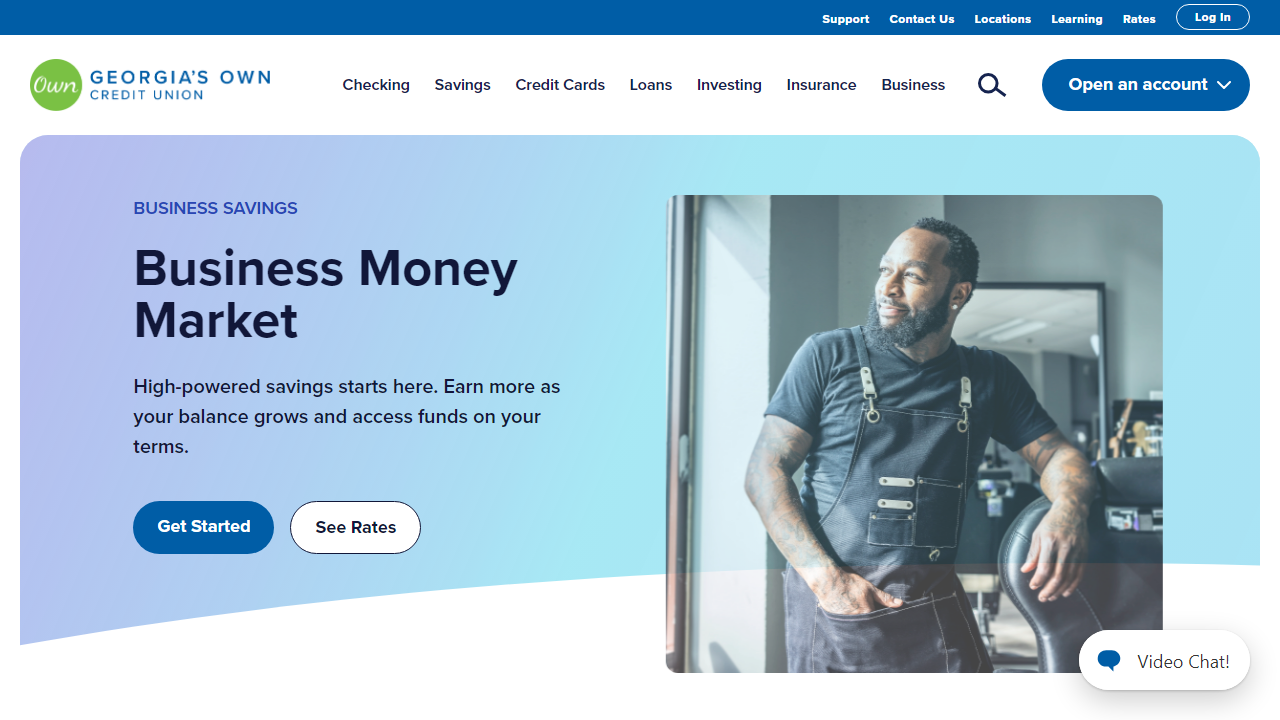 Support Contact Us Locations Learning Rates Log In
Own GEORGIA'S OWN
CREDIT UNION
Checking Savings Credit Cards Loans Investing Insurance Business Open an account
BUSINESS SAVINGS
Business Money
Market
High-powered savings starts here. Earn more as
your balance grows and access funds on your
terms.
Get Started See Rates
Video Chat!